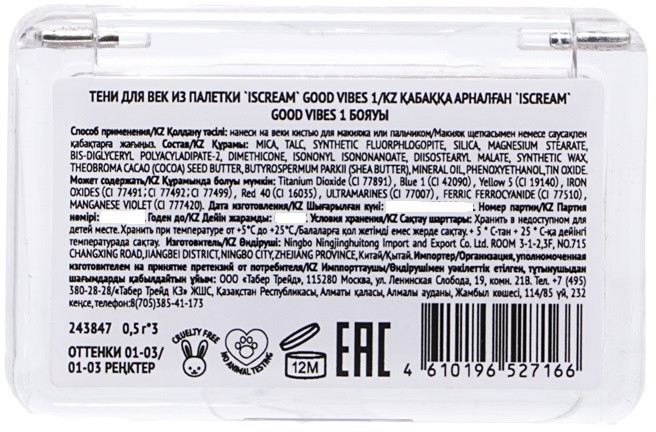 ТЕНИ ДЛЯ ВЕК ИЗ ПАЛЕТКИ `ISCREAM` GOOD VIBES 1/KZ ҚАБАҚҚА АРНАЛҒАН `ISCREAM`
GOOD VIBES 1 БОЯУЫ
Способ применения/KZ Қолдану тәсілі: нанеси на веки кистью для макияжа или пальчиком/Макияж щеткасымен немесе саусақпен
қабақтарға жағыңыз. Состав/KZ Құрамы: MICA, TALC, SYNTHETIC FLUORPHLOGOPITE, SILICA, MAGNESIUM STEARATE,
BIS-DIGLYCERYL POLYACYLADIPATE-2, DIMETHICONE, ISONONYL ISONONANOATE, DIISOSTEARYL MALATE, SYNTHETIC WAX,
THEOBROMA CACAO (COCOA) SEED BUTTER, BUTYROSPERMUM PARKII (SHEA BUTTER), MINERAL OIL, PHENOXYETHANOL, TIN OXIDE.
Может содержать/KZ Құрамында болуы мүмкін: Titanium Dioxide (CI 77891), Blue 1 (CI 42090), Yellow 5 (CI 19140), IRON
OXIDES (CI 77491; CI 77492; CI 77499), Red 40 (CI 16035), ULTRAMARINES (CI 77007), FERRIC FERROCYANIDE (CI 77510),
MANGANESE VIOLET (CI 777420). Дата изготовления/KZ Шығарылған күні: Номер партии/KZ Партия
нөмірі: Годен до/KZ Дейін жарамды: Условия хранения/KZ Сақтау шарттары: Хранить в недоступном для
детей месте. Хранить при температуре от +5°C до +25°C/Балаларға қол жетімді емес жерде сақтау. + 5 ° С-тан + 25 ° С-қа дейінгі
температурада сақтау. Изготовитель/KZ Өндіруші: Ningbo Ningjinghuitong Import and Export Co. Ltd. ROOM 3-1-2,3F, NO.715
CHANGXING ROAD, JIANGBEI DISTRICT, NINGBO CITY, ZHEJIANG PROVINCE, Китай/Қытай. Импортер/Организация, уполномоченная
изготовителем на принятие претензий от потребителя/KZ Импорттаушы/Өндірушімен уәкілеттік етілген, тұтынушыдан
шағымдарды қабылдайтын ұйым: ООО «Табер Трейд», 115280 Москва, ул. Ленинская Слобода, 19, комн. 21В. Тел. +7 (495)
380-28-28/«Табер Трейд КЗ» ЖШС, Қазақстан Республикасы, Алматы қаласы, Алмалы ауданы, Жамбыл көшесі, 114/85 үй, 232
кеңсе, телефон:8(705)385-41-173
243847 0,5 г*3
ОТТЕНКИ 01-03/
01-03 РЕҢКТЕР
CRUELTY FREE
NO ANIMAL TESTING
12M
EAC
4 610196 527166